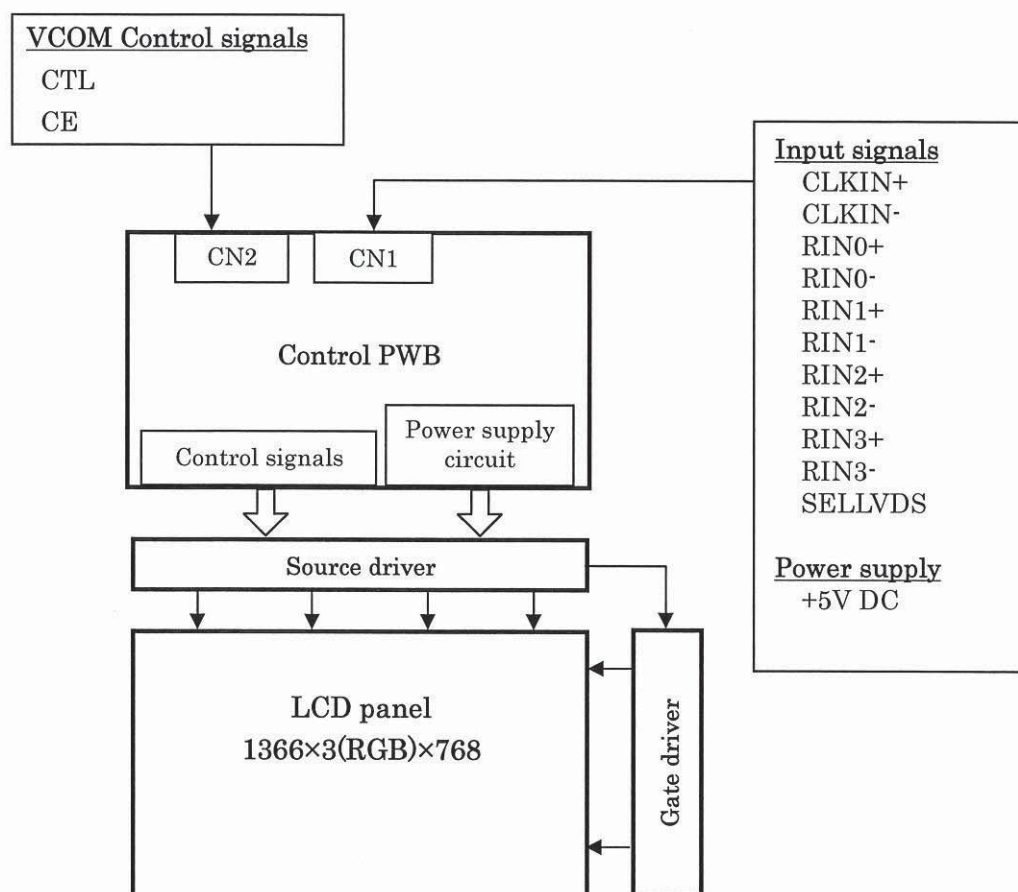 VCOM Control signals
CTL
CE
Input signals
CLKIN+
CLKIN-
RIN0+
RIN0-
RIN1+
RIN1-
RIN2+
RIN2-
RIN3+
RIN3-
SELLVDS
Power supply
+5V DC
CN2
CN1
Control PWB
Control signals
Power supply
circuit
Source driver
LCD panel
1366×3(RGB)×768
Gate driver